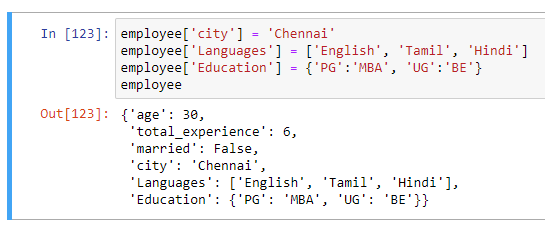 In [123]: employee['city'] = 'Chennai'
employee['Languages'] = ['English', 'Tamil', 'Hindi']
employee['Education'] = {'PG':'MBA', 'UG':'BE'}
employee
Out[123]: {'age': 30,
'total_experience': 6,
'married': False,
'city': 'Chennai',
'Languages': ['English', 'Tamil', 'Hindi'],
'Education': {'PG': 'MBA', 'UG': 'BE'}}